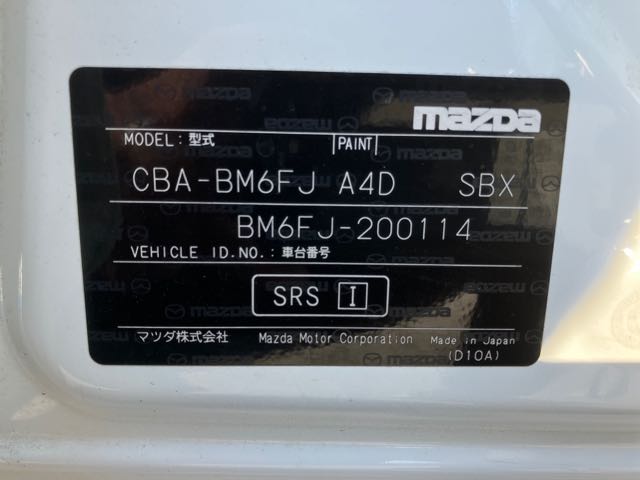 mazda
MODEL: 型式 PAINT
CBA-BM6FJ A4D SBX
BM6FJ-200114
VEHICLE ID.NO.: 車台番号
SRS I
マツダ株式会社 Mazda Motor Corporation Made in Japan
(D10A)